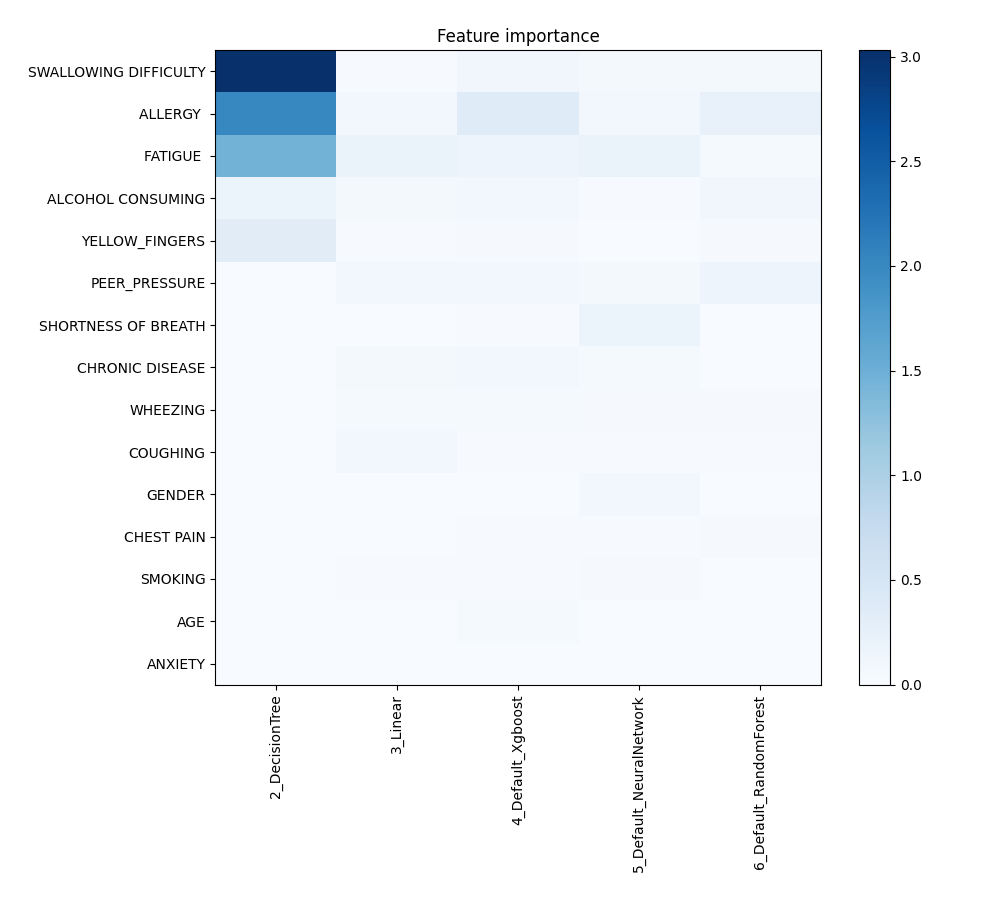 Feature importance
SWALLOWING DIFFICULTY
ALLERGY
FATIGUE
ALCOHOL CONSUMING
YELLOW_FINGERS
PEER_PRESSURE
SHORTNESS OF BREATH
CHRONIC DISEASE
WHEEZING
COUGHING
GENDER
CHEST PAIN
SMOKING
AGE
ANXIETY
2_DecisionTree
3_Linear
4_Default_Xgboost
5_Default_NeuralNetwork
6_Default_RandomForest
3.0
2.5
2.0
1.5
1.0
0.5
0.0